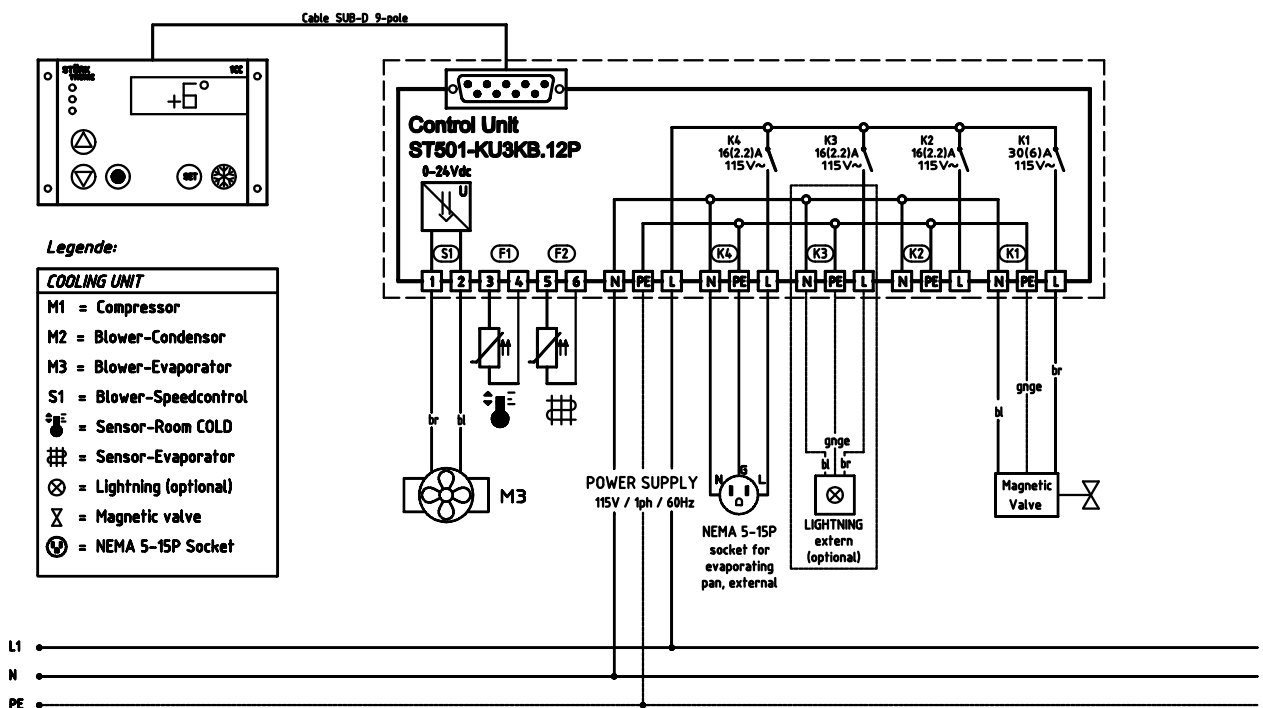 Cable SUB-D 9-pole
STÖRK
TRONIC
1CC
+6°
SET
Control Unit
ST501-KU3KB.12P
0-24Vdc
U
K4
16(2.2)A
115V~
K3
16(2.2)A
115V~
K2
16(2.2)A
115V~
K1
30(6)A
115V~
S1
F1
F2
K4
K3
K2
K1
1 2 3 4 5 6 N PE L N PE L N PE L N PE L N PE L
Legende:
COOLING UNIT
M1 = Compressor
M2 = Blower-Condensor
M3 = Blower-Evaporator
S1 = Blower-Speedcontrol
= Sensor-Room COLD
= Sensor-Evaporator
= Lightning (optional)
= Magnetic valve
= NEMA 5-15P Socket
br
bl
M3
POWER SUPPLY
115V / 1ph / 60Hz
N
G
L
NEMA 5-15P
socket for
evaporating
pan, external
gnge
bl
br
LIGHTNING
extern
(optional)
bl
gnge
br
Magnetic
Valve
L1
N
PE